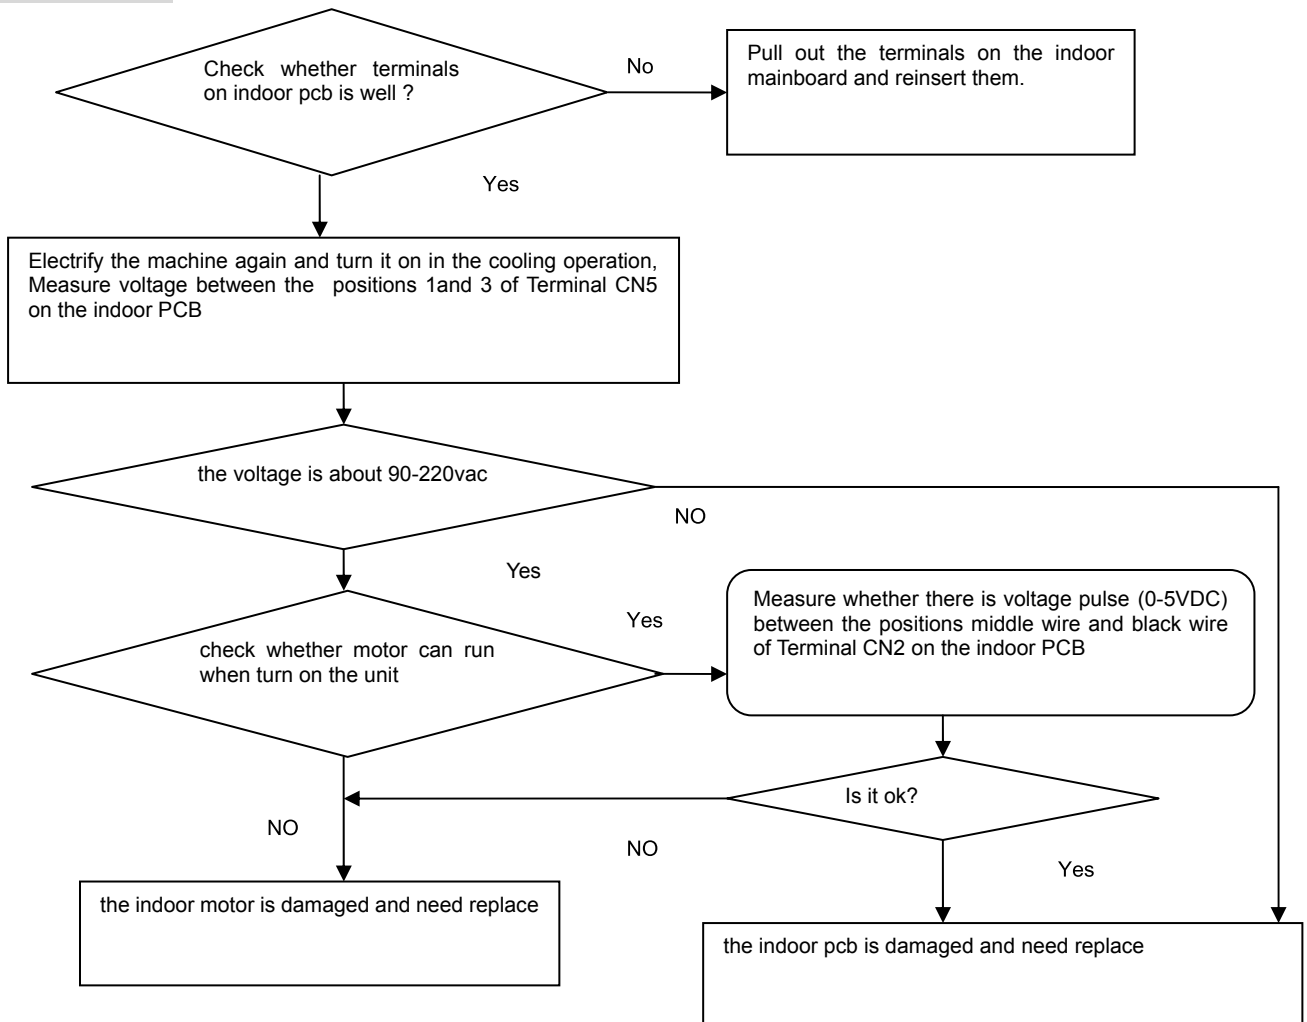 Check whether terminals
on indoor pcb is well ?
No
Pull out the terminals on the indoor
mainboard and reinsert them.
Yes
Electrify the machine again and turn it on in the cooling operation,
Measure voltage between the positions 1and 3 of Terminal CN5
on the indoor PCB
the voltage is about 90-220vac
NO
Yes
check whether motor can run
when turn on the unit
Yes
Measure whether there is voltage pulse (0-5VDC)
between the positions middle wire and black wire
of Terminal CN2 on the indoor PCB
Is it ok?
NO
NO
Yes
the indoor motor is damaged and need replace
the indoor pcb is damaged and need replace